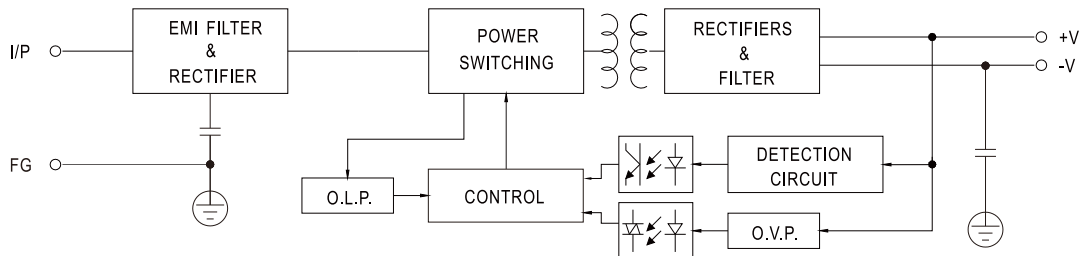 I/P
EMI FILTER
&
RECTIFIER
POWER
SWITCHING
RECTIFIERS
&
FILTER
+V
-V
FG
O.L.P.
CONTROL
DETECTION
CIRCUIT
O.V.P.